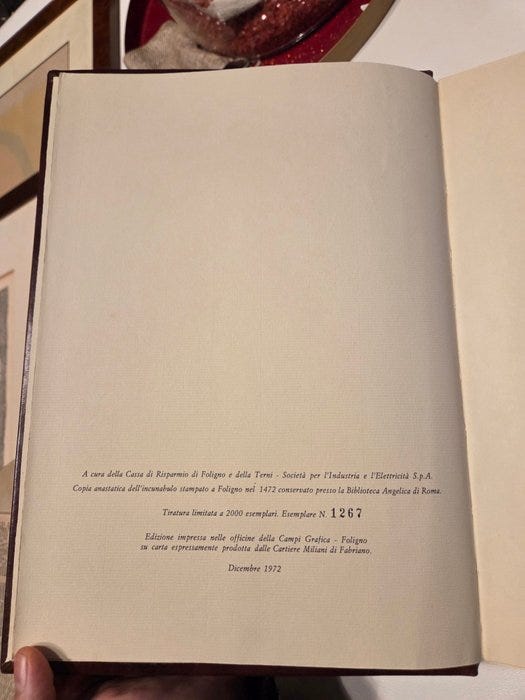 A cura della Cassa di Risparmio di Foligno e della Terni - Società per l'Industria e l'Elettricità S.p.A.
Copia anastatica dell'incunabulo stampato a Foligno nel 1472 conservato presso la Biblioteca Angelica di Roma.
Tiratura limitata a 2000 esemplari. Esemplare N. 1267
Edizione impressa nelle officine della Campi Grafica - Foligno
su carta espressamente prodotta dalle Cartiere Miliani di Fabriano.
Dicembre 1972